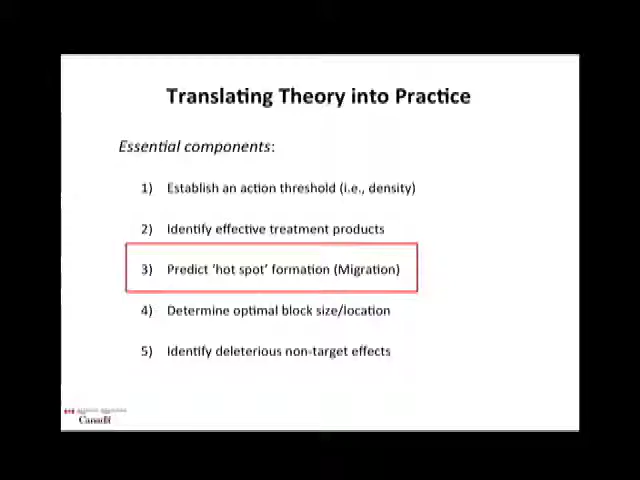 Translating Theory into Practice
Essential components:
1) Establish an action threshold (i.e., density)
2) Identify effective treatment products
3) Predict ‘hot spot’ formation (Migration)
4) Determine optimal block size/location
5) Identify deleterious non-target effects
Canada